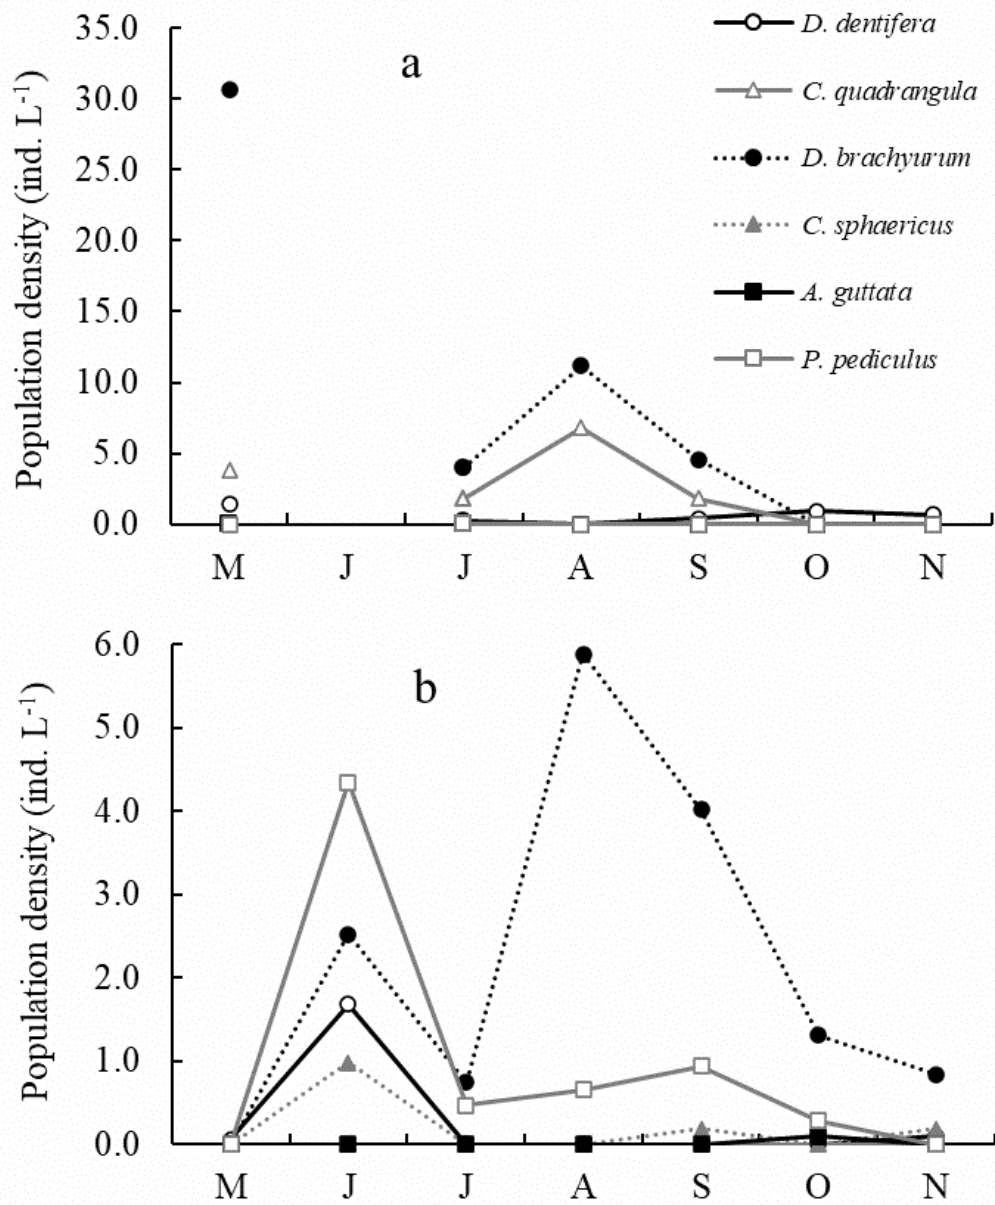 35.0
30.0
25.0
20.0
15.0
10.0
5.0
0.0
Population density (ind. L⁻¹)
a
D. dentifera
C. quadrangula
D. brachyurum
C. sphaericus
A. guttata
P. pediculus
M J J A S O N
6.0
5.0
4.0
3.0
2.0
1.0
0.0
Population density (ind. L⁻¹)
b
M J J A S O N